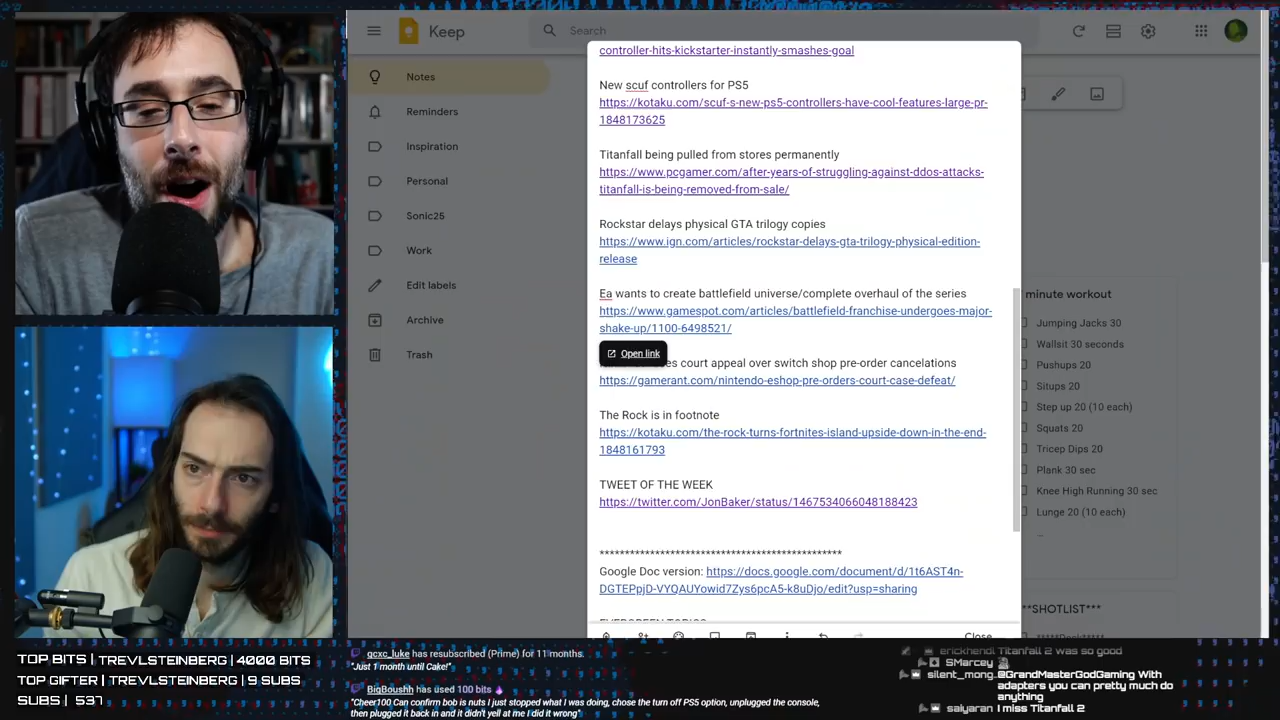 Keep
Search
Notes
Reminders
Inspiration
Personal
Sonic25
Work
Edit labels
Archive
Trash
controller-hits-kickstarter-instantly-smashes-goal
New scuf controllers for PS5
https://kotaku.com/scuf-s-new-ps5-controllers-have-cool-features-large-pr-
1848173625
Titanfall being pulled from stores permanently
https://www.pcgamer.com/after-years-of-struggling-against-ddos-attacks-
titanfall-is-being-removed-from-sale/
Rockstar delays physical GTA trilogy copies
https://www.ign.com/articles/rockstar-delays-gta-trilogy-physical-edition-
release
Ea wants to create battlefield universe/complete overhaul of the series
https://www.gamespot.com/articles/battlefield-franchise-undergoes-major-
shake-up/1100-6498521/
Open link
court appeal over switch shop pre-order cancelations
https://gamerant.com/nintendo-eshop-pre-orders-court-case-defeat/
The Rock is in footnote
https://kotaku.com/the-rock-turns-fortnites-island-upside-down-in-the-end-
1848161793
TWEET OF THE WEEK
https://twitter.com/JonBaker/status/1467534066048188423
************************************************
Google Doc version: https://docs.google.com/document/d/1t6AST4n-
DGTEPpjD-VYQAUYowid7Zys6pcA5-k8uDjo/edit?usp=sharing
Close
minute workout
Jumping Jacks 30
Wallsit 30 seconds
Pushups 20
Situps 20
Step up 20 (10 each)
Squats 20
Tricep Dips 20
Plank 30 sec
Knee High Running 30 sec
Lunge 20 (10 each)
...
**SHOTLIST***
TOP BITS | TREVLSTEINBERG | 4000 BITS
TOP GIFTER | TREVLSTEINBERG | 9 SUBS
SUBS | 537
gcxc_luke has resubscribed (Prime) for 11 months.
"Just 1 month until Cake!"
BigBoushh has used 100 bits
"Cheer100 Can confirm bob is nuts I just stopped what I was doing, chose the turn off PS5 option, unplugged the console,
then plugged it back in and it didn't yell at me I did it wrong"
erickhendl Titanfall 2 was so good
SMarcey
silent_mong @GrandMasterGodGaming With
adapters you can pretty much do
anything
saiyaran I miss Titanfall 2